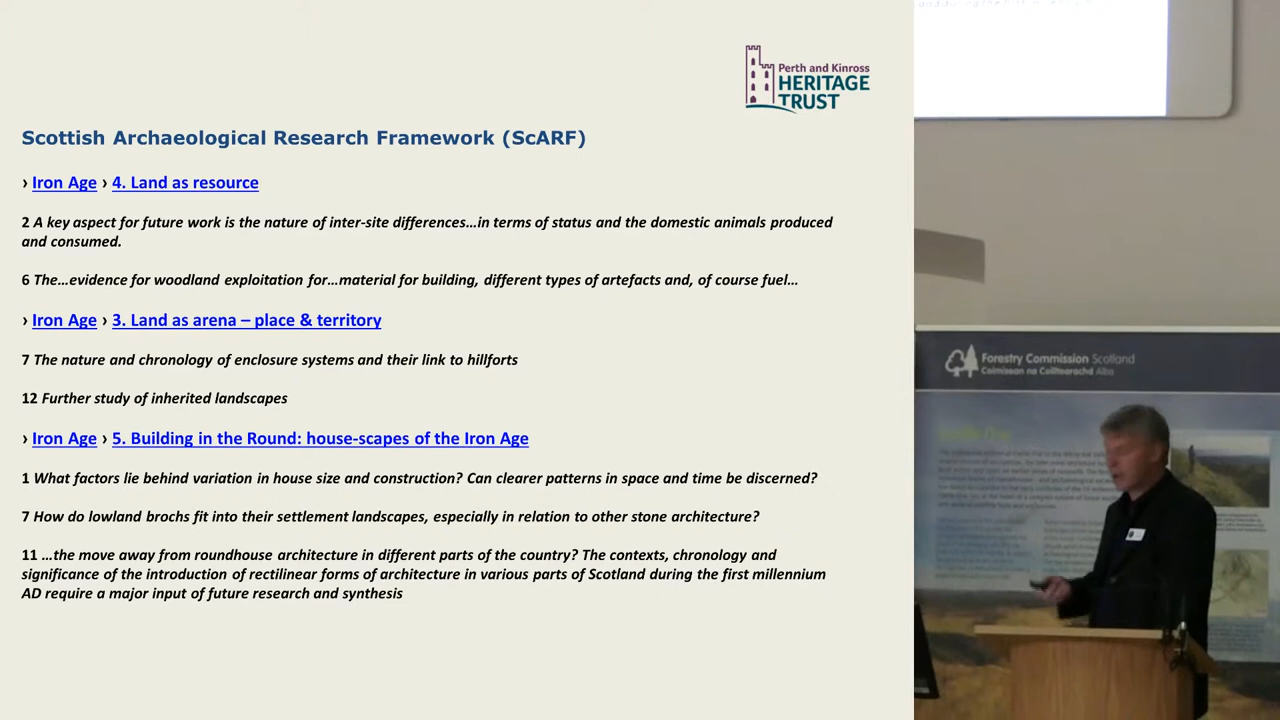 Perth and Kinross
HERITAGE
TRUST
Scottish Archaeological Research Framework (ScARF)
› Iron Age › 4. Land as resource
2 A key aspect for future work is the nature of inter-site differences…in terms of status and the domestic animals produced
and consumed.
6 The…evidence for woodland exploitation for…material for building, different types of artefacts and, of course fuel…
› Iron Age › 3. Land as arena – place & territory
7 The nature and chronology of enclosure systems and their link to hillforts
12 Further study of inherited landscapes
› Iron Age › 5. Building in the Round: house-scapes of the Iron Age
1 What factors lie behind variation in house size and construction? Can clearer patterns in space and time be discerned?
7 How do lowland brochs fit into their settlement landscapes, especially in relation to other stone architecture?
11 …the move away from roundhouse architecture in different parts of the country? The contexts, chronology and
significance of the introduction of rectilinear forms of architecture in various parts of Scotland during the first millennium
AD require a major input of future research and synthesis
Forestry Commission Scotland
Coimisean na Coilltearachd Alba